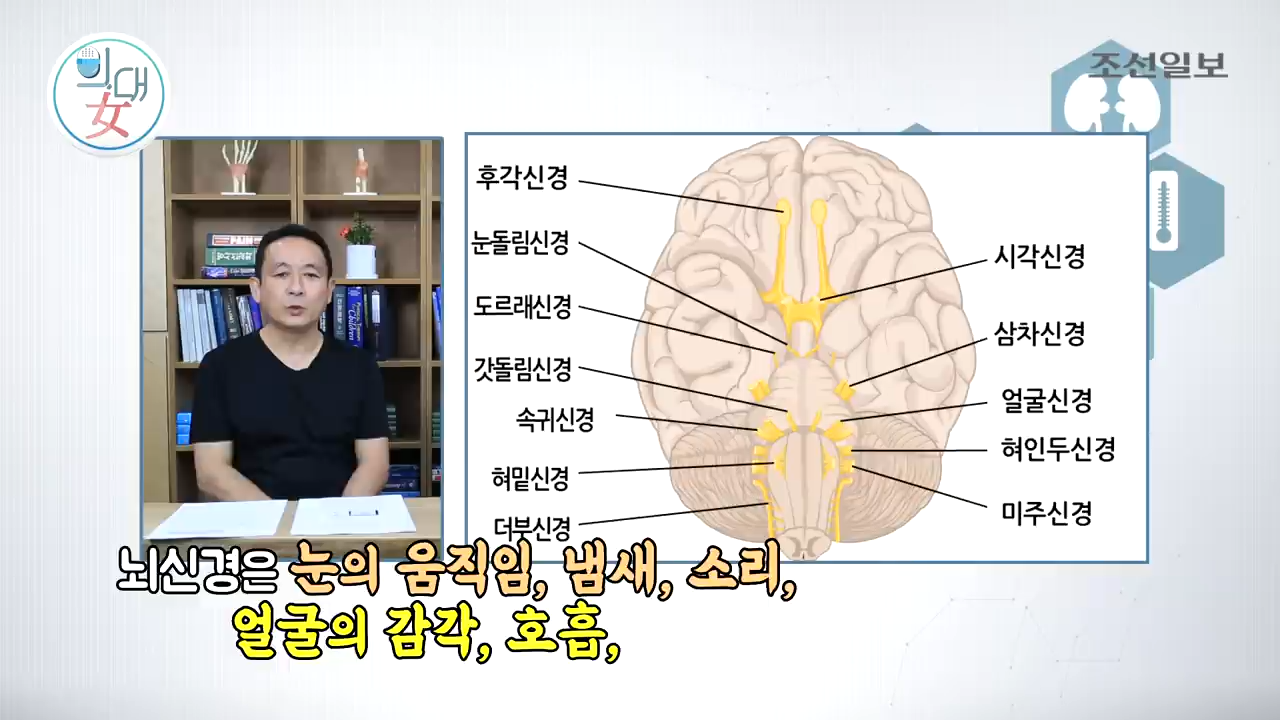 의대
女
조선일보
후각신경
눈돌림신경
도르래신경
갓돌림신경
속귀신경
혀밑신경
더부신경
시각신경
삼차신경
얼굴신경
혀인두신경
미주신경
PAIN
Children
뇌신경은 눈의 움직임, 냄새, 소리,
얼굴의 감각, 호흡,